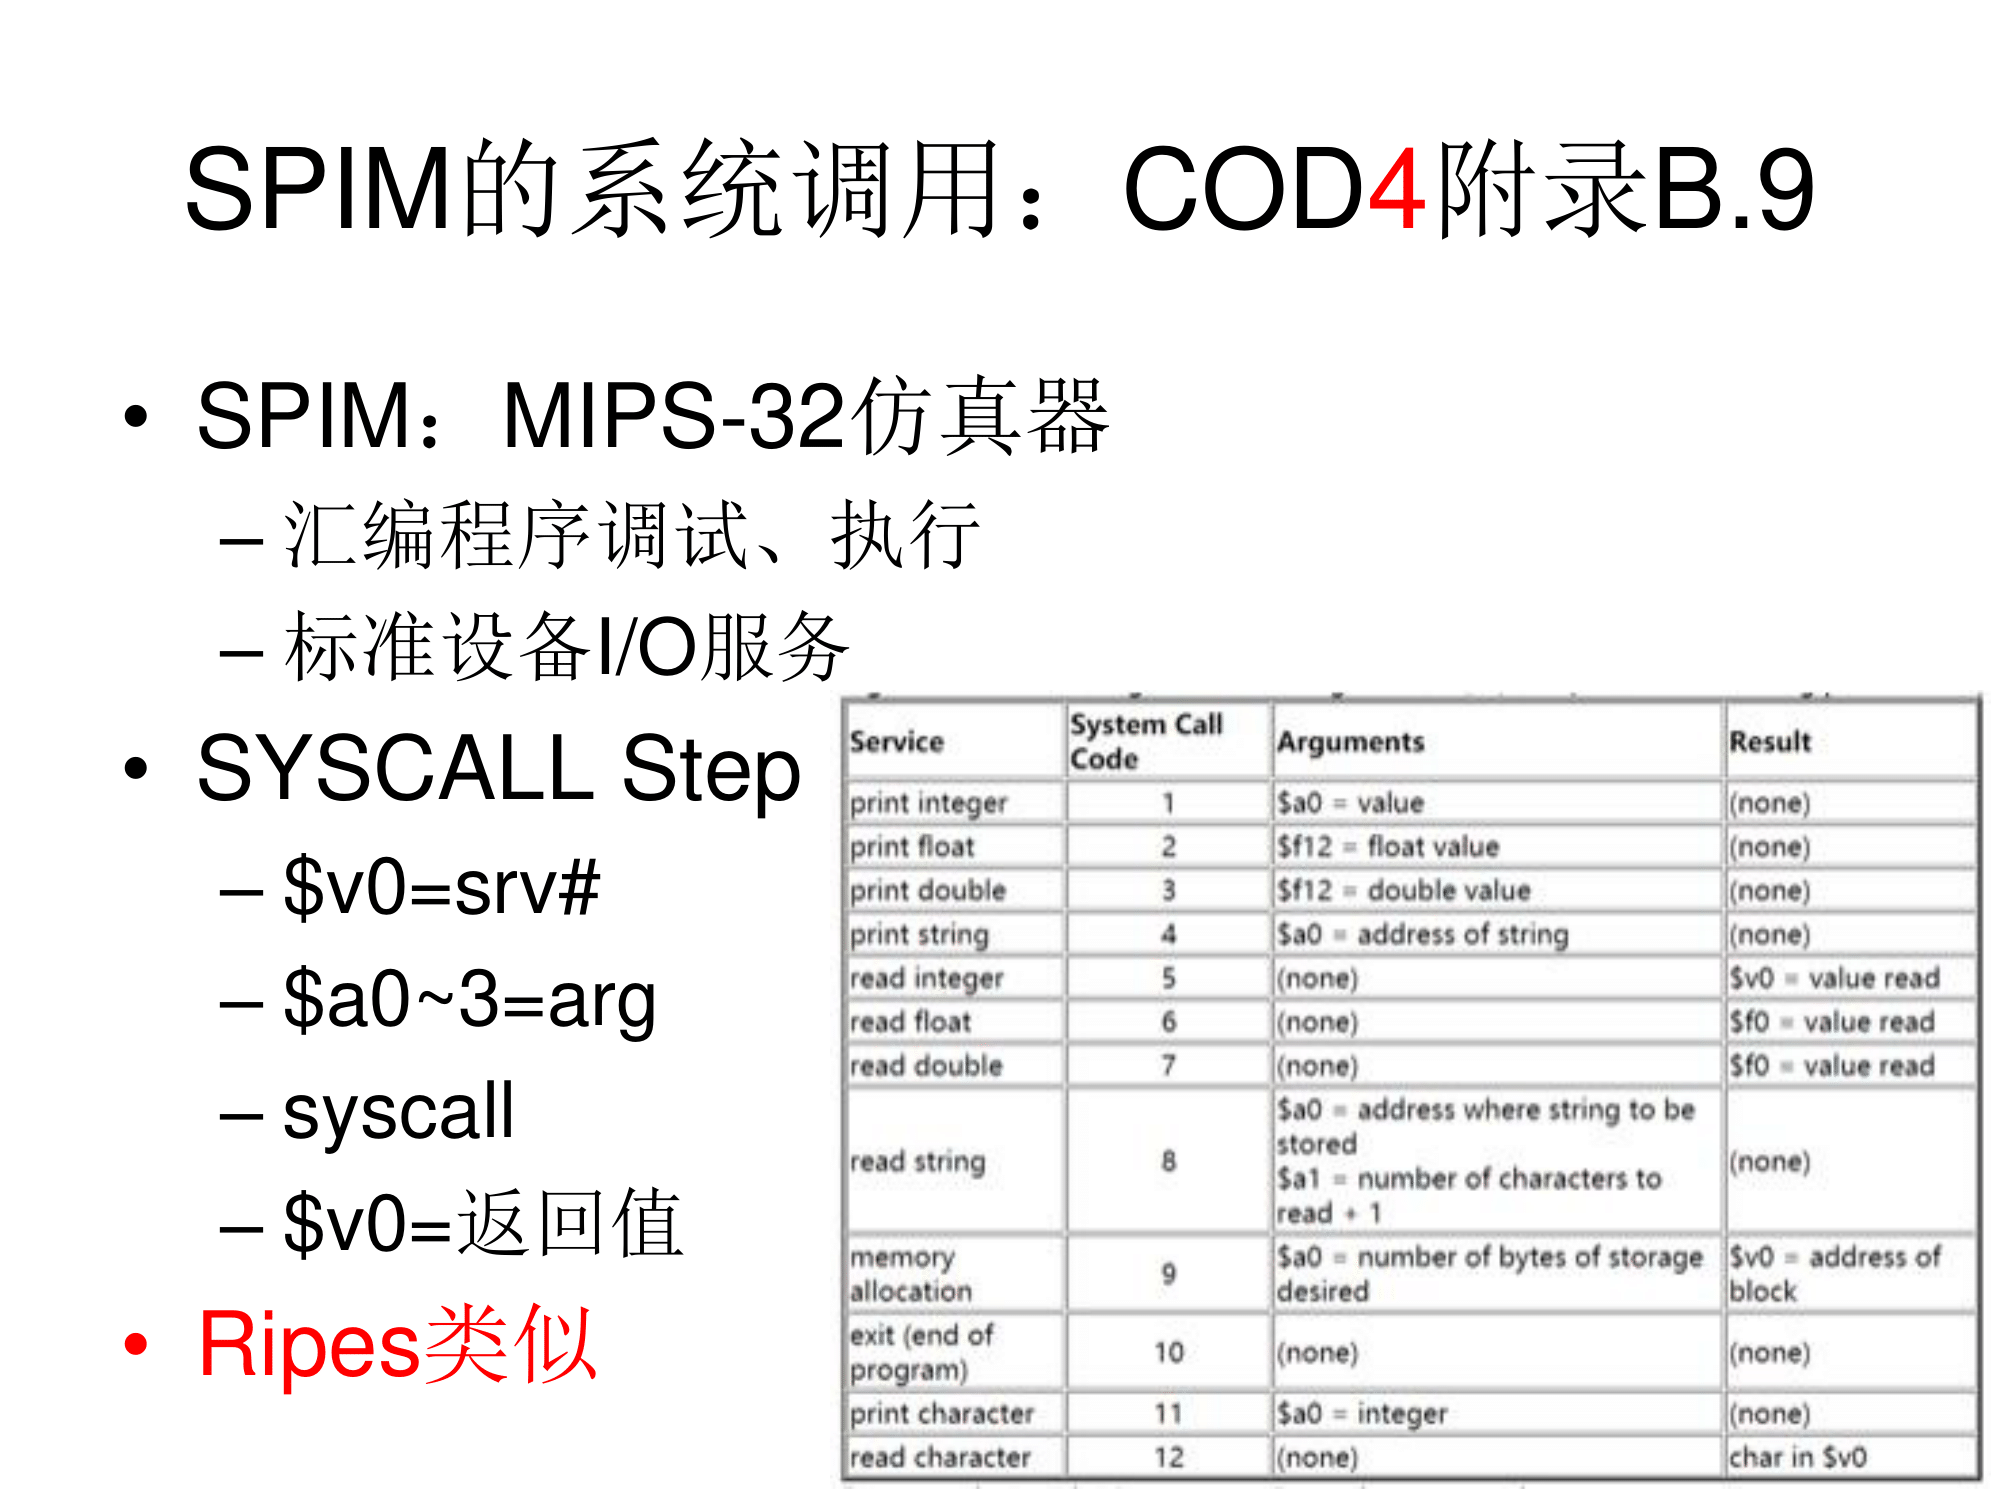 SPIM的系统调用：COD4附录B.9
• SPIM：MIPS-32仿真器
– 汇编程序调试、执行
– 标准设备I/O服务
• SYSCALL Step
– $v0=srv#
– $a0~3=arg
– syscall
– $v0=返回值
• Ripes类似
Service System Call Code Arguments Result
print integer 1 $a0 = value (none)
print float 2 $f12 = float value (none)
print double 3 $f12 = double value (none)
print string 4 $a0 = address of string (none)
read integer 5 (none) $v0 = value read
read float 6 (none) $f0 = value read
read double 7 (none) $f0 = value read
read string 8 $a0 = address where string to be stored $a1 = number of characters to read + 1 (none)
memory allocation 9 $a0 = number of bytes of storage desired $v0 = address of block
exit (end of program) 10 (none) (none)
print character 11 $a0 = integer (none)
read character 12 (none) char in $v0